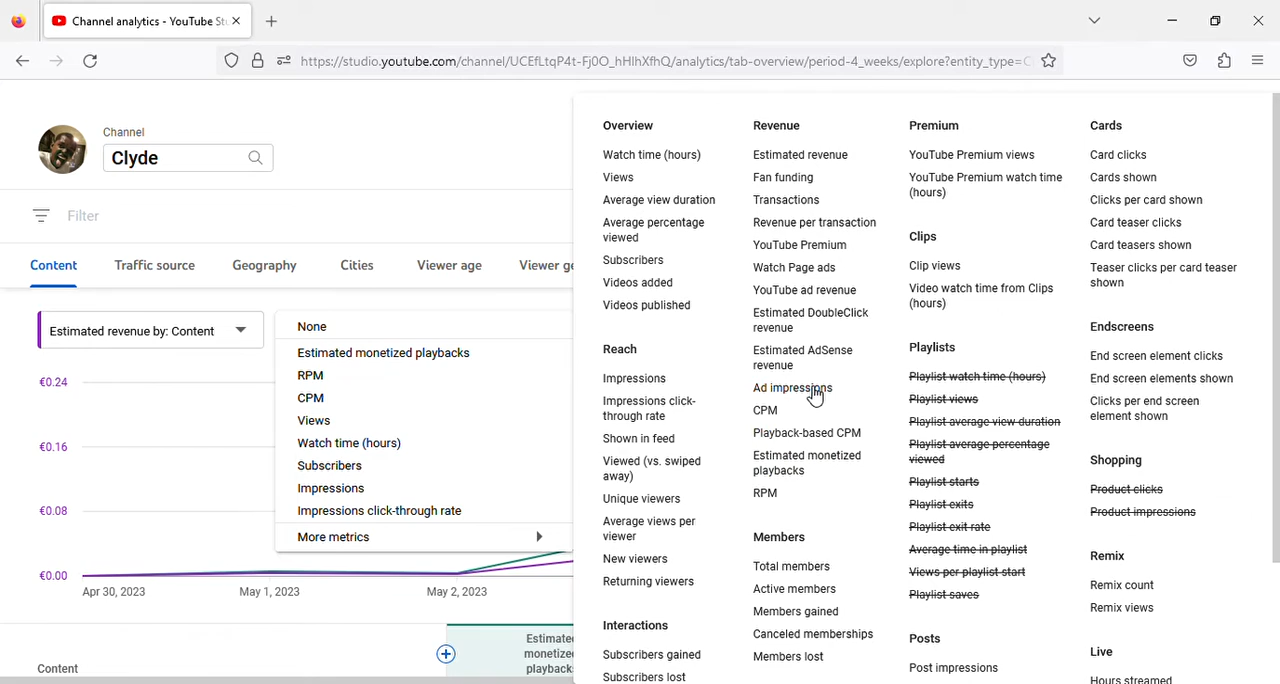 Channel analytics - YouTube St
https://studio.youtube.com/channel/UCEfLtqP4t-Fj0O_hHIhXfhQ/analytics/tab-overview/period-4_weeks/explore?entity_type=C
Channel
Clyde
Filter
Content
Traffic source
Geography
Cities
Viewer age
Viewer ge
Estimated revenue by: Content
€0.24
€0.16
€0.08
€0.00
Apr 30, 2023
May 1, 2023
May 2, 2023
Content
Estimated
monetized
playbacks
None
Estimated monetized playbacks
RPM
CPM
Views
Watch time (hours)
Subscribers
Impressions
Impressions click-through rate
More metrics
Overview
Watch time (hours)
Views
Average view duration
Average percentage
viewed
Subscribers
Videos added
Videos published
Reach
Impressions
Impressions click-
through rate
Shown in feed
Viewed (vs. swiped
away)
Unique viewers
Average views per
viewer
New viewers
Returning viewers
Interactions
Subscribers gained
Subscribers lost
Revenue
Estimated revenue
Fan funding
Transactions
Revenue per transaction
YouTube Premium
Watch Page ads
YouTube ad revenue
Estimated DoubleClick
revenue
Estimated AdSense
revenue
Ad impressions
CPM
Playback-based CPM
Estimated monetized
playbacks
RPM
Members
Total members
Active members
Members gained
Canceled memberships
Members lost
Premium
YouTube Premium views
YouTube Premium watch time
(hours)
Clips
Clip views
Video watch time from Clips
(hours)
Playlists
Playlist watch time (hours)
Playlist views
Playlist average view duration
Playlist average percentage
viewed
Playlist starts
Playlist exits
Playlist exit rate
Average time in playlist
Views per playlist start
Playlist saves
Posts
Post impressions
Cards
Card clicks
Cards shown
Clicks per card shown
Card teaser clicks
Card teasers shown
Teaser clicks per card teaser
shown
Endscreens
End screen element clicks
End screen elements shown
Clicks per end screen
element shown
Shopping
Product clicks
Product impressions
Remix
Remix count
Remix views
Live
Hours streamed